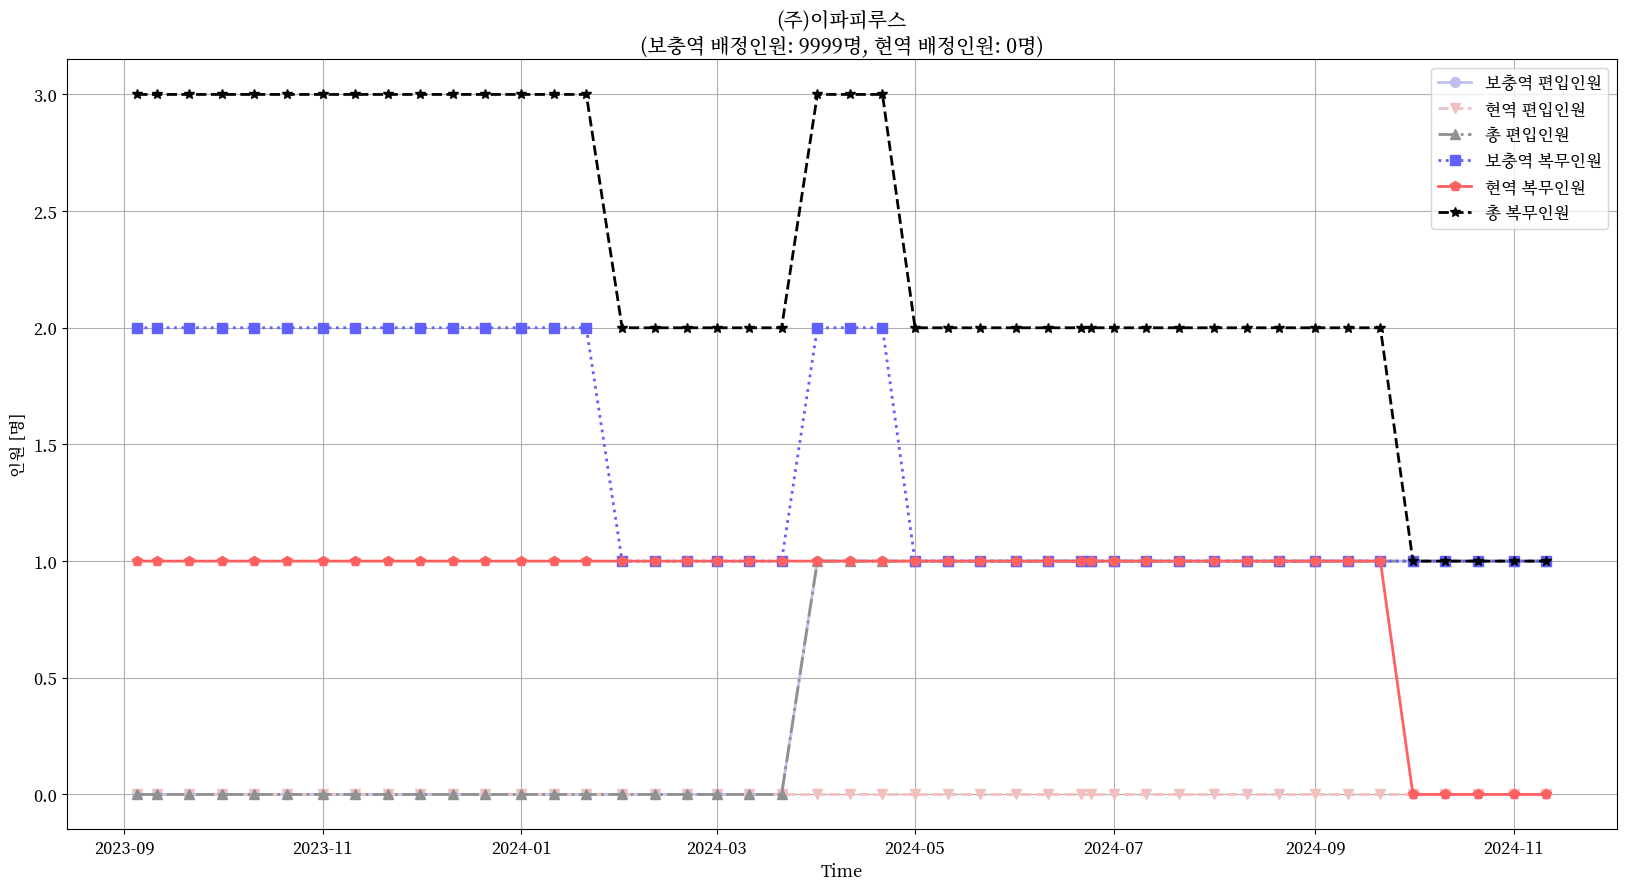 (주)이파피루스
(보충역 배정인원: 9999명, 현역 배정인원: 0명)
보충역 편입인원
현역 편입인원
총 편입인원
보충역 복무인원
현역 복무인원
총 복무인원
인원 [명]
3.0
2.5
2.0
1.5
1.0
0.5
0.0
2023-09
2023-11
2024-01
2024-03
2024-05
2024-07
2024-09
2024-11
Time